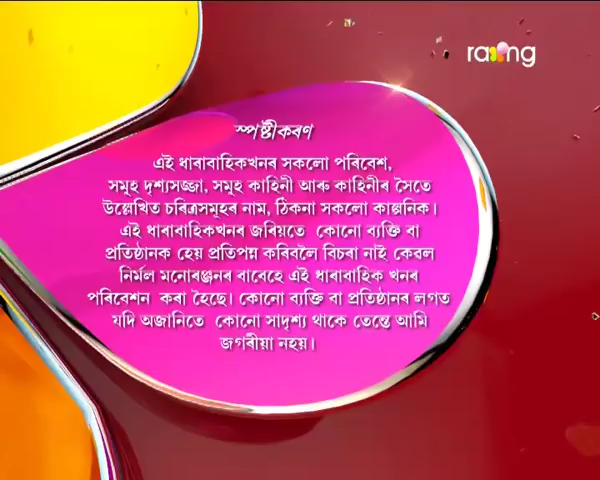 rang
স্পষ্টীকৰণ
এই ধাৰাবাহিকখনৰ সকলো পৰিবেশ,
সমূহ দৃশ্যসজ্জা, সমূহ কাহিনী আৰু কাহিনীৰ সৈতে
উল্লেখিত চৰিত্ৰসমূহৰ নাম, ঠিকনা সকলো কাল্পনিক।
এই ধাৰাবাহিকখনৰ জৰিয়তে কোনো ব্যক্তি বা
প্ৰতিষ্ঠানক হেয় প্ৰতিপন্ন কৰিবলৈ বিচৰা নাই কেৱল
নিৰ্মল মনোৰঞ্জনৰ বাবেহে এই ধাৰাবাহিক খনৰ
পৰিবেশন কৰা হৈছে। কোনো ব্যক্তি বা প্ৰতিষ্ঠানৰ লগত
যদি অজানিতে কোনো সাদৃশ্য থাকে তেন্তে আমি
জগৰীয়া নহয়।